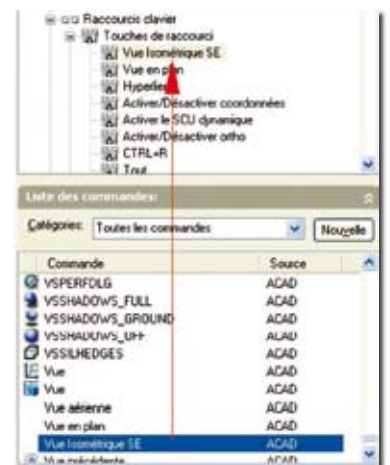 Raccourcis clavier
Touches de raccourci
Vue Isométrique SE
Vue en plan
Hyperlien
Activer/Désactiver coordonnées
Activer le SCU dynamique
Activer/Désactiver ortho
CTRL+R
Tout
Liste des commandes:
Catégories: Toutes les commandes Nouvelle
Commande Source
VSPERFOLG ACAD
VSSHADOWS_FULL ACAD
VSSHADOWS_GROUND ACAD
VSSHADOWS_OFF ACAD
VSSILHEDGES ACAD
Vue ACAD
Vue ACAD
Vue aérienne ACAD
Vue en plan ACAD
Vue Isométrique SE ACAD
Vue précédente ACAD